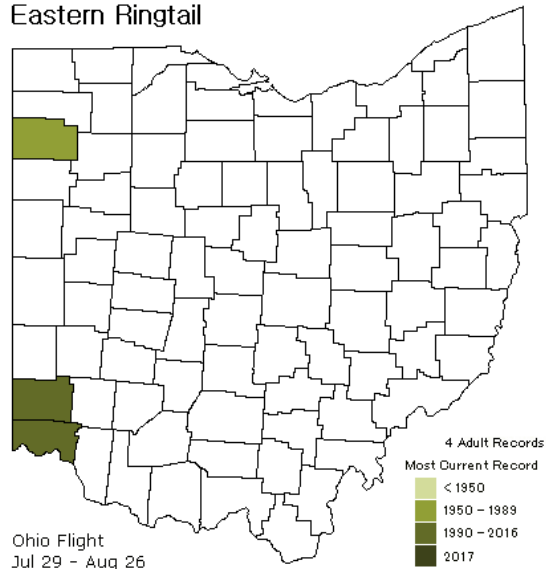 Eastern Ringtail
4 Adult Records
Most Current Record
< 1950
1950 – 1989
1990 – 2016
2017
Ohio Flight
Jul 29 – Aug 26